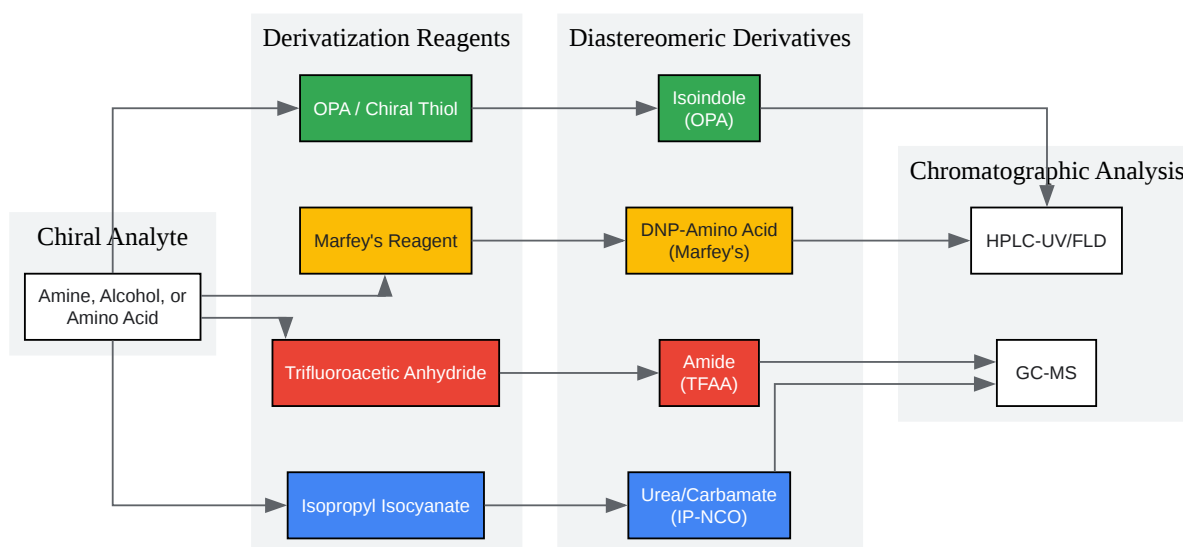 Derivatization Reagents
Diastereomeric Derivatives
OPA / Chiral Thiol
Isoindole
(OPA)
Chromatographic Analysis
Chiral Analyte
Marfey's Reagent
DNP-Amino Acid
(Marfey's)
HPLC-UV/FLD
Amine, Alcohol, or
Amino Acid
Trifluoroacetic Anhydride
Amide
(TFAA)
GC-MS
Isopropyl Isocyanate
Urea/Carbamate
(IP-NCO)